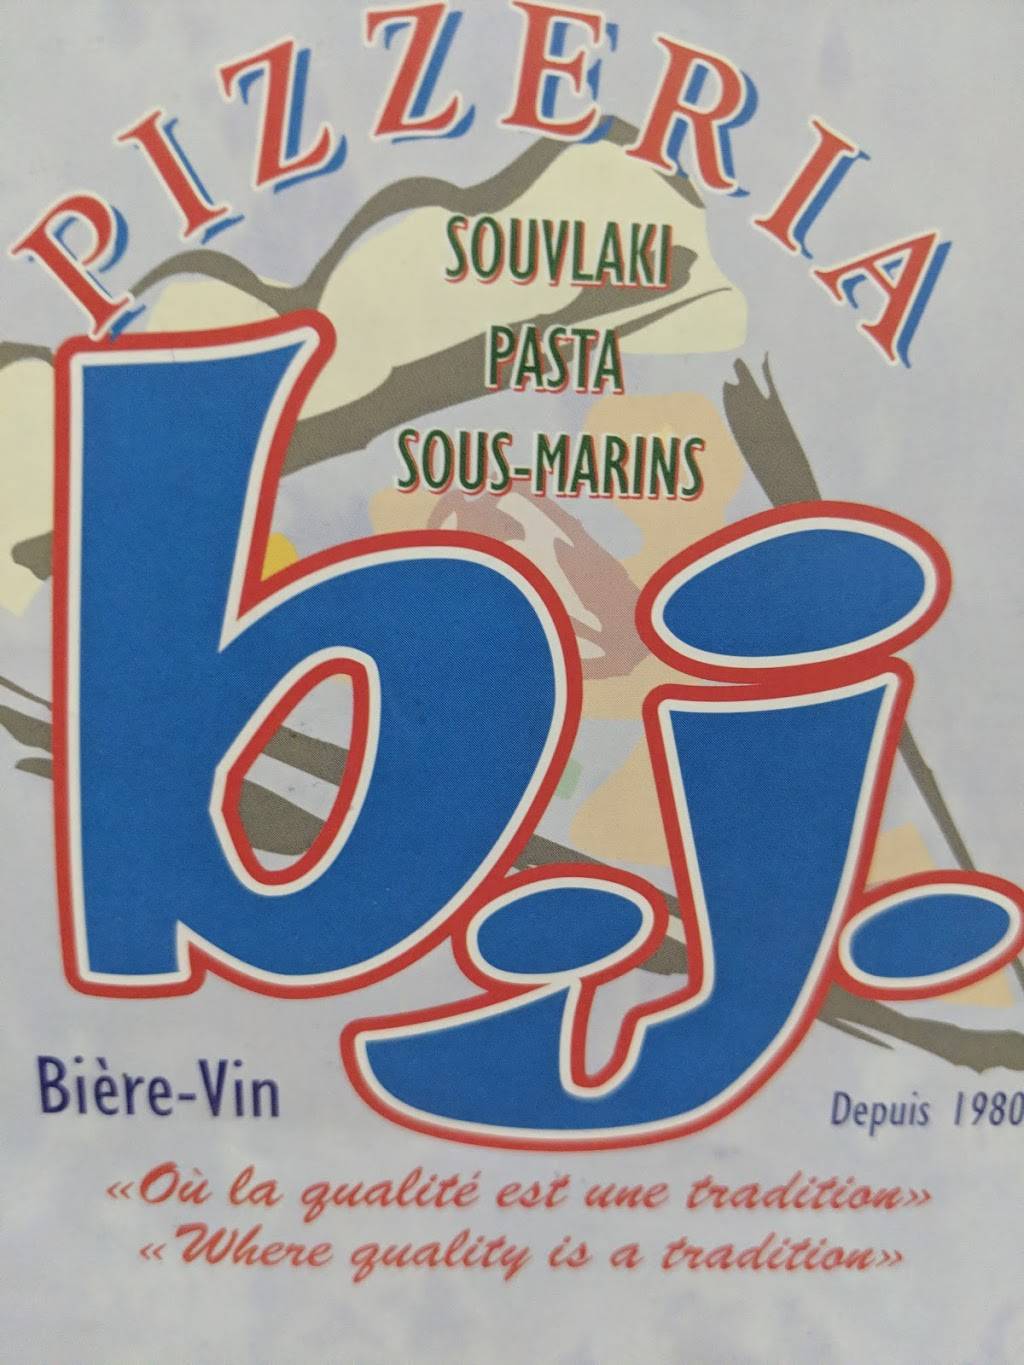 PIZZERIA
SOUVLAKI
PASTA
SOUS-MARINS
b.j.
Bière-Vin
Depuis 1980
«Où la qualité est une tradition»
«Where quality is a tradition»